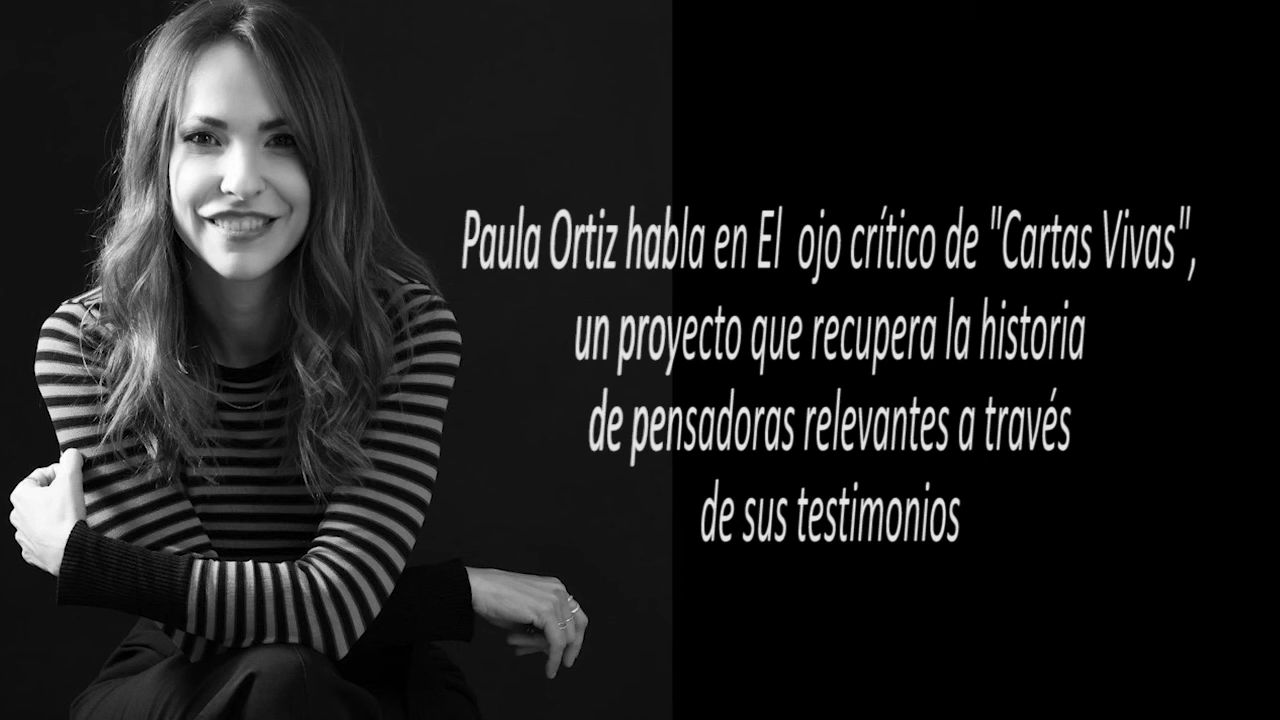 Paula Ortiz habla en El ojo crítico de "Cartas Vivas",
un proyecto que recupera la historia
de pensadoras relevantes a través
de sus testimonios